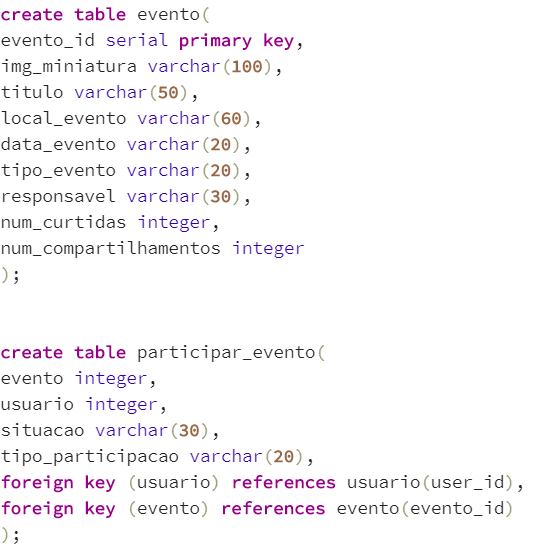 create table evento(
evento_id serial primary key,
img_miniatura varchar(100),
titulo varchar(50),
local_evento varchar(60),
data_evento varchar(20),
tipo_evento varchar(20),
responsavel varchar(30),
num_curtidas integer,
num_compartilhamentos integer
);
create table participar_evento(
evento integer,
usuario integer,
situacao varchar(30),
tipo_participacao varchar(20),
foreign key (usuario) references usuario(user_id),
foreign key (evento) references evento(evento_id)
);